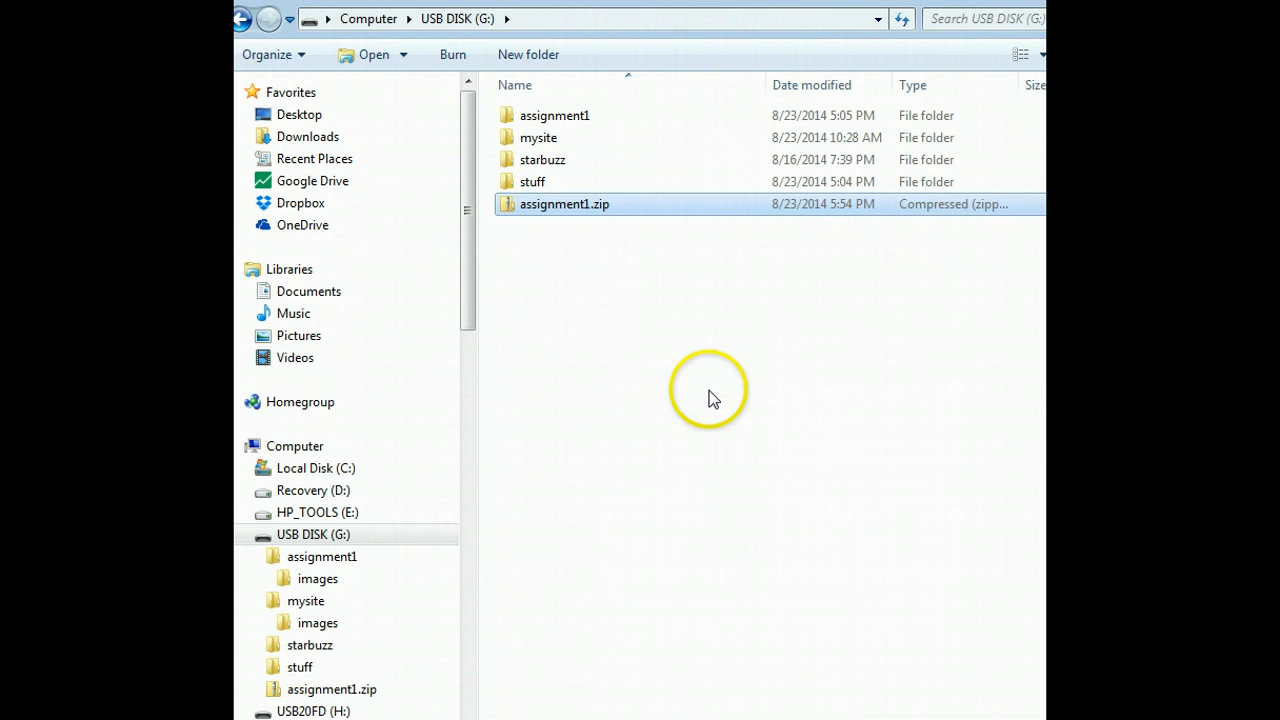 Computer USB DISK (G:) Search USB DISK (G:)
Organize Open Burn New folder
Name Date modified Type Size
assignment1 8/23/2014 5:05 PM File folder
mysite 8/23/2014 10:28 AM File folder
starbuzz 8/16/2014 7:39 PM File folder
stuff 8/23/2014 5:04 PM File folder
assignment1.zip 8/23/2014 5:54 PM Compressed (zipp...
Favorites
Desktop
Downloads
Recent Places
Google Drive
Dropbox
OneDrive
Libraries
Documents
Music
Pictures
Videos
Homegroup
Computer
Local Disk (C:)
Recovery (D:)
HP_TOOLS (E:)
USB DISK (G:)
assignment1
images
mysite
images
starbuzz
stuff
assignment1.zip
USB20FD (H:)